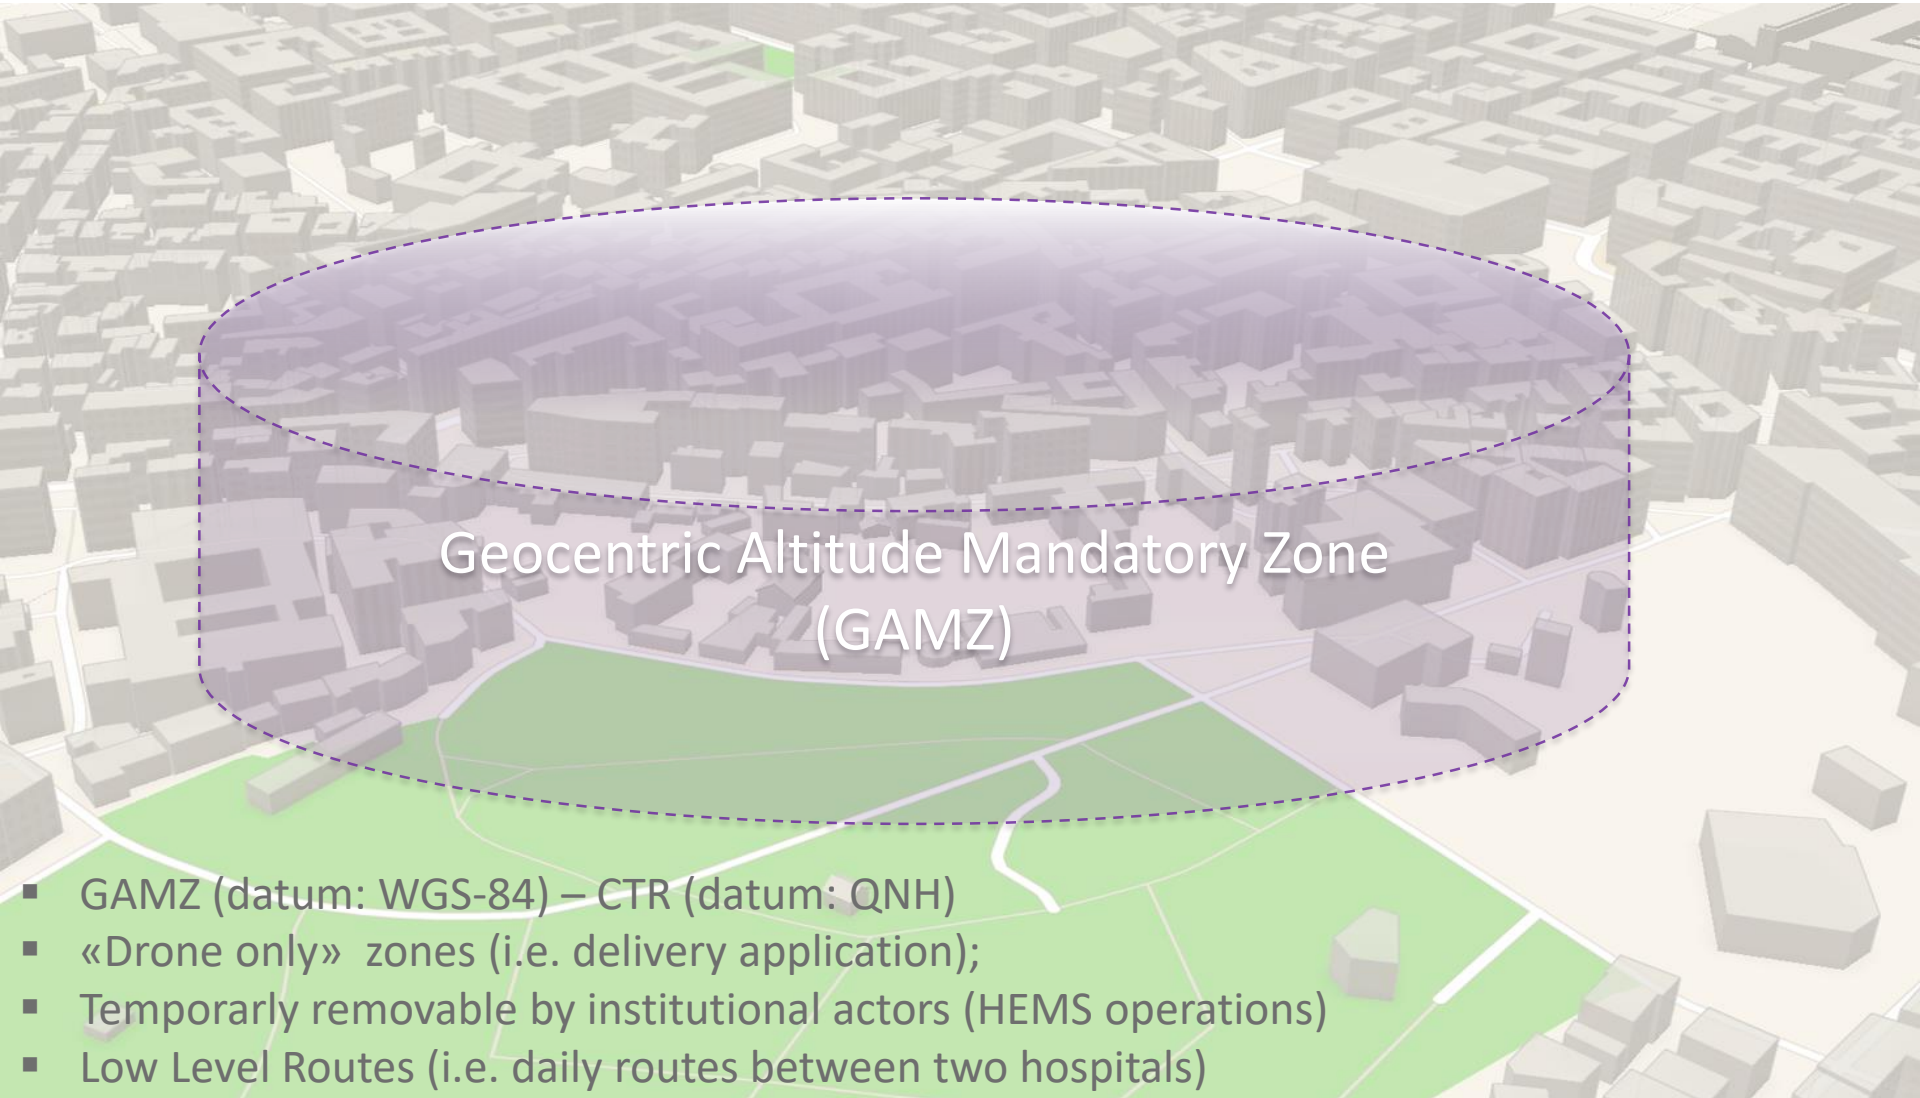 Geocentric Altitude Mandatory Zone
(GAMZ)
▪ GAMZ (datum: WGS-84) – CTR (datum: QNH)
▪ «Drone only»  zones (i.e. delivery application);
▪ Temporarly removable by institutional actors (HEMS operations)
▪ Low Level Routes (i.e. daily routes between two hospitals)